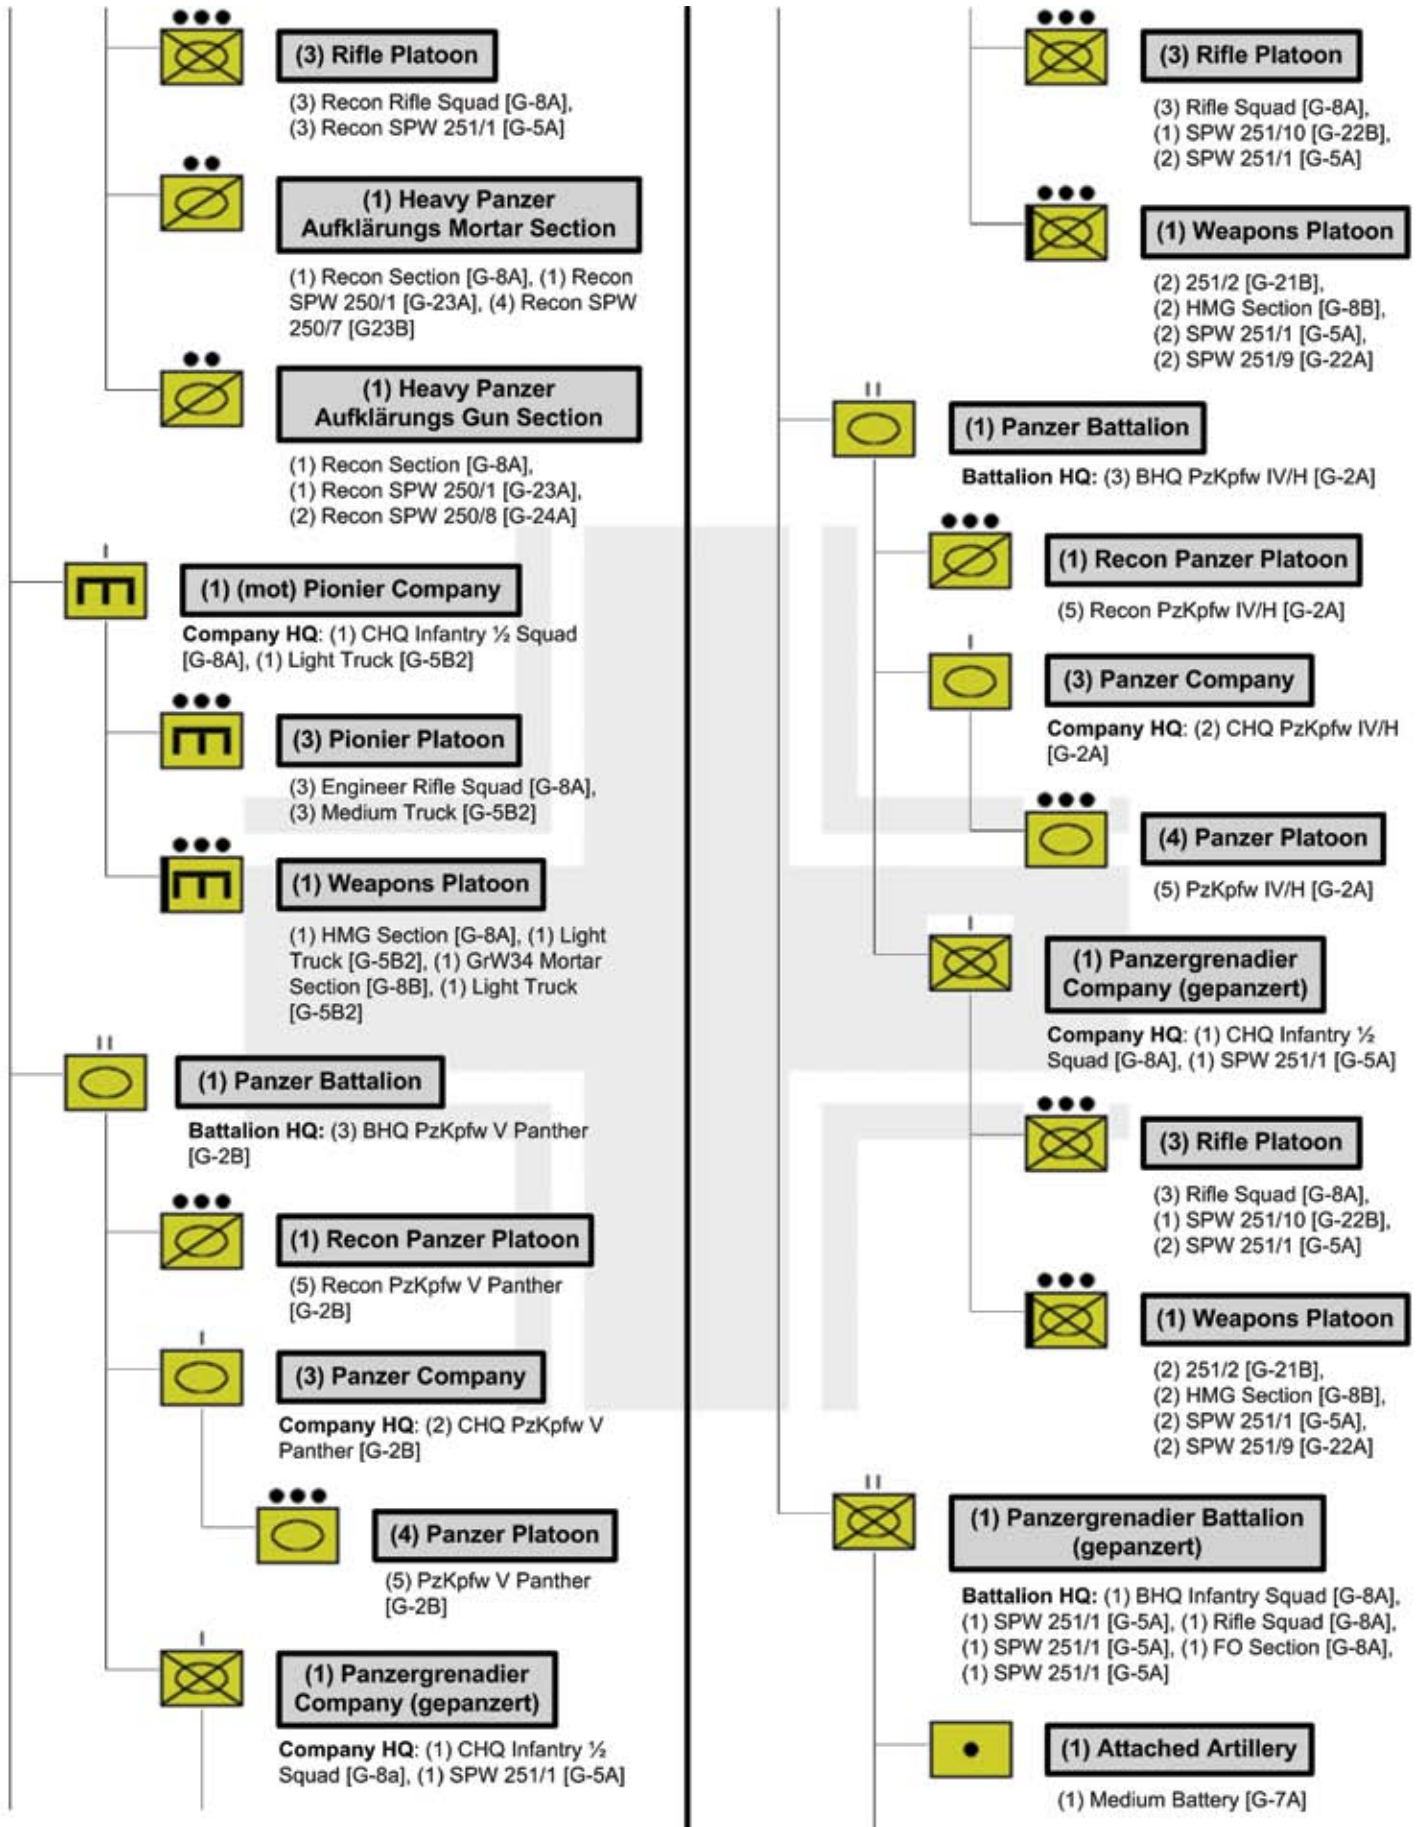 (3) Rifle Platoon
(3) Recon Rifle Squad [G-8A],
(3) Recon SPW 251/1 [G-5A]
(1) Heavy Panzer
Aufklärungs Mortar Section
(1) Recon Section [G-8A], (1) Recon
SPW 250/1 [G-23A], (4) Recon SPW
250/7 [G23B]
(1) Heavy Panzer
Aufklärungs Gun Section
(1) Recon Section [G-8A],
(1) Recon SPW 250/1 [G-23A],
(2) Recon SPW 250/8 [G-24A]
(1) (mot) Pionier Company
Company HQ: (1) CHQ Infantry ½ Squad
[G-8A], (1) Light Truck [G-5B2]
(3) Pionier Platoon
(3) Engineer Rifle Squad [G-8A],
(3) Medium Truck [G-5B2]
(1) Weapons Platoon
(1) HMG Section [G-8A], (1) Light
Truck [G-5B2], (1) GrW34 Mortar
Section [G-8B], (1) Light Truck
[G-5B2]
(1) Panzer Battalion
Battalion HQ: (3) BHQ PzKpfw V Panther
[G-2B]
(1) Recon Panzer Platoon
(5) Recon PzKpfw V Panther
[G-2B]
(3) Panzer Company
Company HQ: (2) CHQ PzKpfw V
Panther [G-2B]
(4) Panzer Platoon
(5) PzKpfw V Panther
[G-2B]
(1) Panzergrenadier
Company (gepanzert)
Company HQ: (1) CHQ Infantry ½
Squad [G-8a], (1) SPW 251/1 [G-5A]
(3) Rifle Platoon
(3) Rifle Squad [G-8A],
(1) SPW 251/10 [G-22B],
(2) SPW 251/1 [G-5A]
(1) Weapons Platoon
(2) 251/2 [G-21B],
(2) HMG Section [G-8B],
(2) SPW 251/1 [G-5A],
(2) SPW 251/9 [G-22A]
(1) Panzer Battalion
Battalion HQ: (3) BHQ PzKpfw IV/H [G-2A]
(1) Recon Panzer Platoon
(5) Recon PzKpfw IV/H [G-2A]
(3) Panzer Company
Company HQ: (2) CHQ PzKpfw IV/H
[G-2A]
(4) Panzer Platoon
(5) PzKpfw IV/H [G-2A]
(1) Panzergrenadier
Company (gepanzert)
Company HQ: (1) CHQ Infantry ½
Squad [G-8A], (1) SPW 251/1 [G-5A]
(3) Rifle Platoon
(3) Rifle Squad [G-8A],
(1) SPW 251/10 [G-22B],
(2) SPW 251/1 [G-5A]
(1) Weapons Platoon
(2) 251/2 [G-21B],
(2) HMG Section [G-8B],
(2) SPW 251/1 [G-5A],
(2) SPW 251/9 [G-22A]
(1) Panzergrenadier Battalion
(gepanzert)
Battalion HQ: (1) BHQ Infantry Squad [G-8A],
(1) SPW 251/1 [G-5A], (1) Rifle Squad [G-8A],
(1) SPW 251/1 [G-5A], (1) FO Section [G-8A],
(1) SPW 251/1 [G-5A]
(1) Attached Artillery
(1) Medium Battery [G-7A]